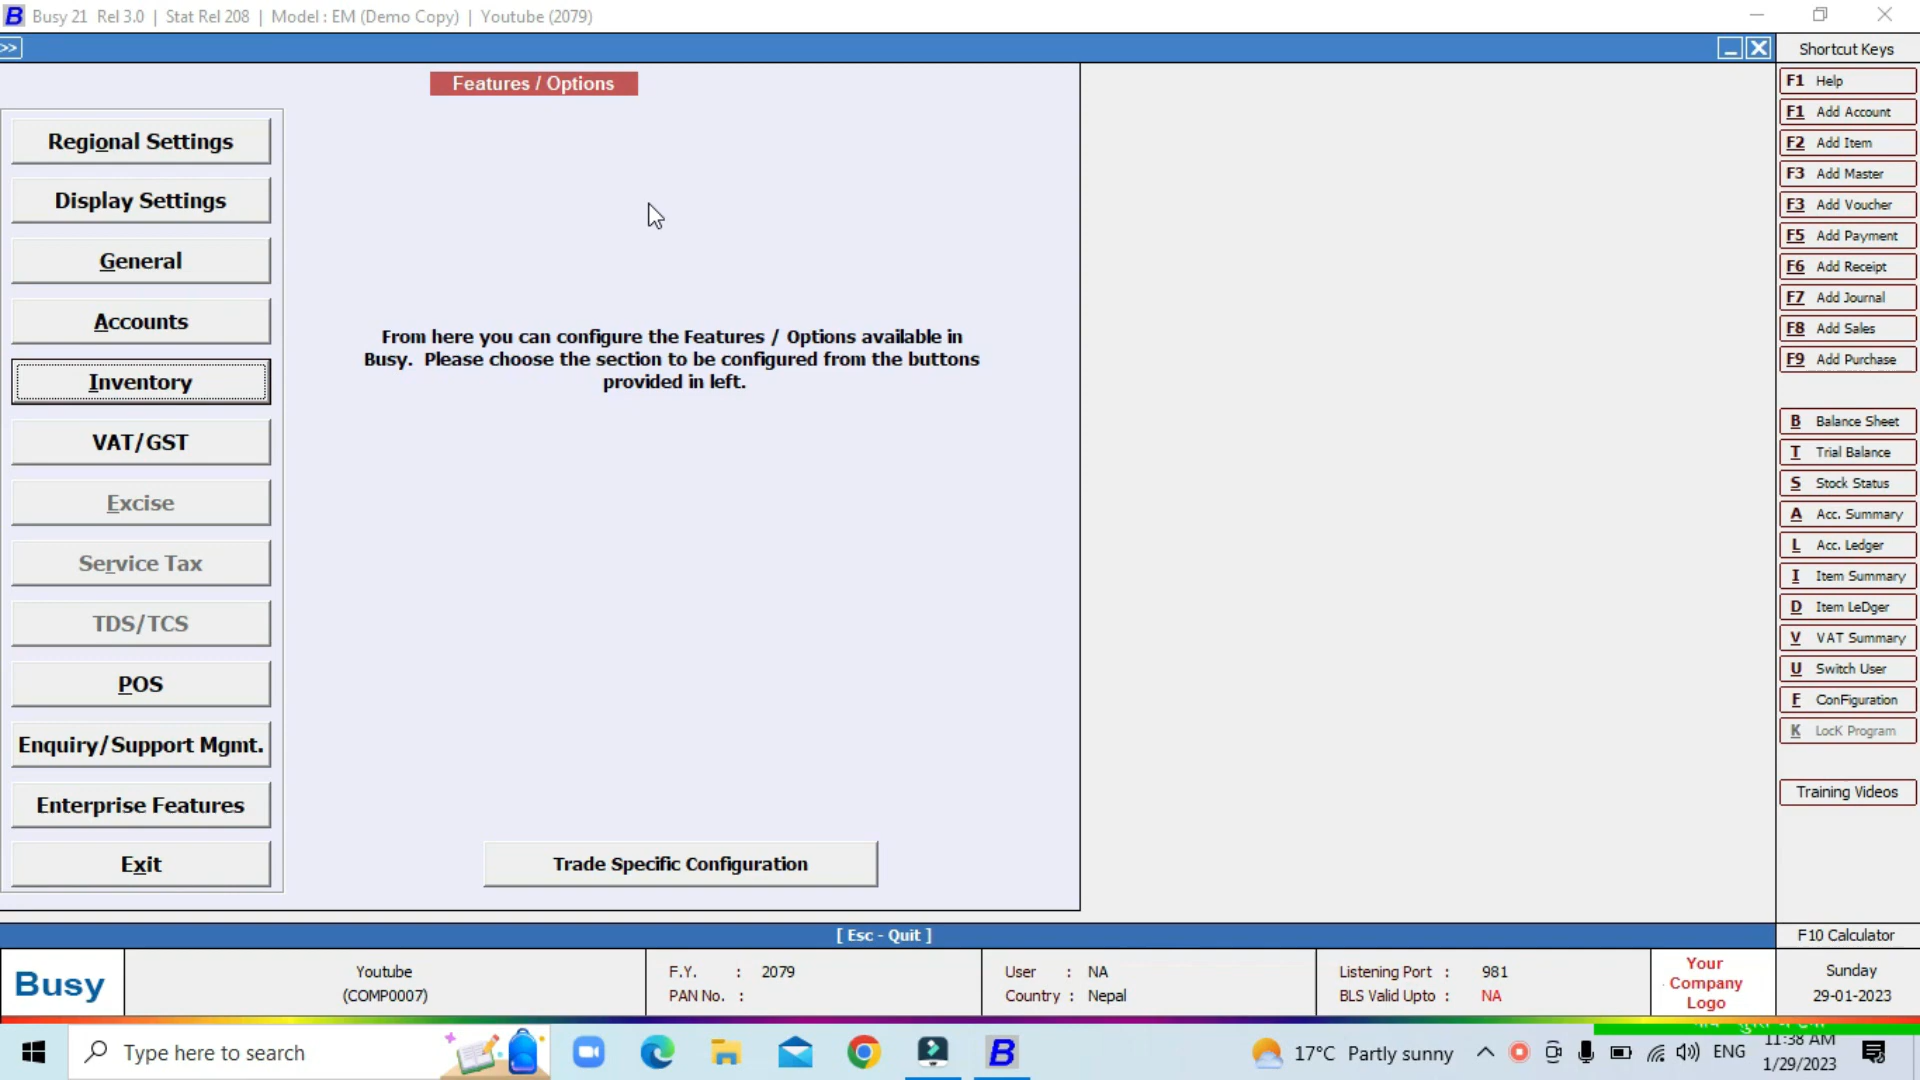 Busy 21 Rel 3.0 | Stat Rel 208 | Model : EM (Demo Copy) | Youtube (2079)
>>
Shortcut Keys
Features / Options
Regional Settings
Display Settings
General
Accounts
Inventory
VAT/GST
Excise
Service Tax
TDS/TCS
POS
Enquiry/Support Mgmt.
Enterprise Features
Exit
From here you can configure the Features / Options available in
Busy. Please choose the section to be configured from the buttons
provided in left.
Trade Specific Configuration
F1 Help
F1 Add Account
F2 Add Item
F3 Add Master
F3 Add Voucher
F5 Add Payment
F6 Add Receipt
F7 Add Journal
F8 Add Sales
F9 Add Purchase
B Balance Sheet
T Trial Balance
S Stock Status
A Acc. Summary
L Acc. Ledger
I Item Summary
D Item LeDger
V VAT Summary
U Switch User
F ConFiguration
K LocK Program
Training Videos
[ Esc - Quit ]
F10 Calculator
Busy
Youtube
(COMP0007)
F.Y. : 2079
PAN No. :
User : NA
Country : Nepal
Listening Port : 981
BLS Valid Upto : NA
Your
Company
Logo
Sunday
29-01-2023
Type here to search
17°C Partly sunny
ENG
11:38 AM
1/29/2023